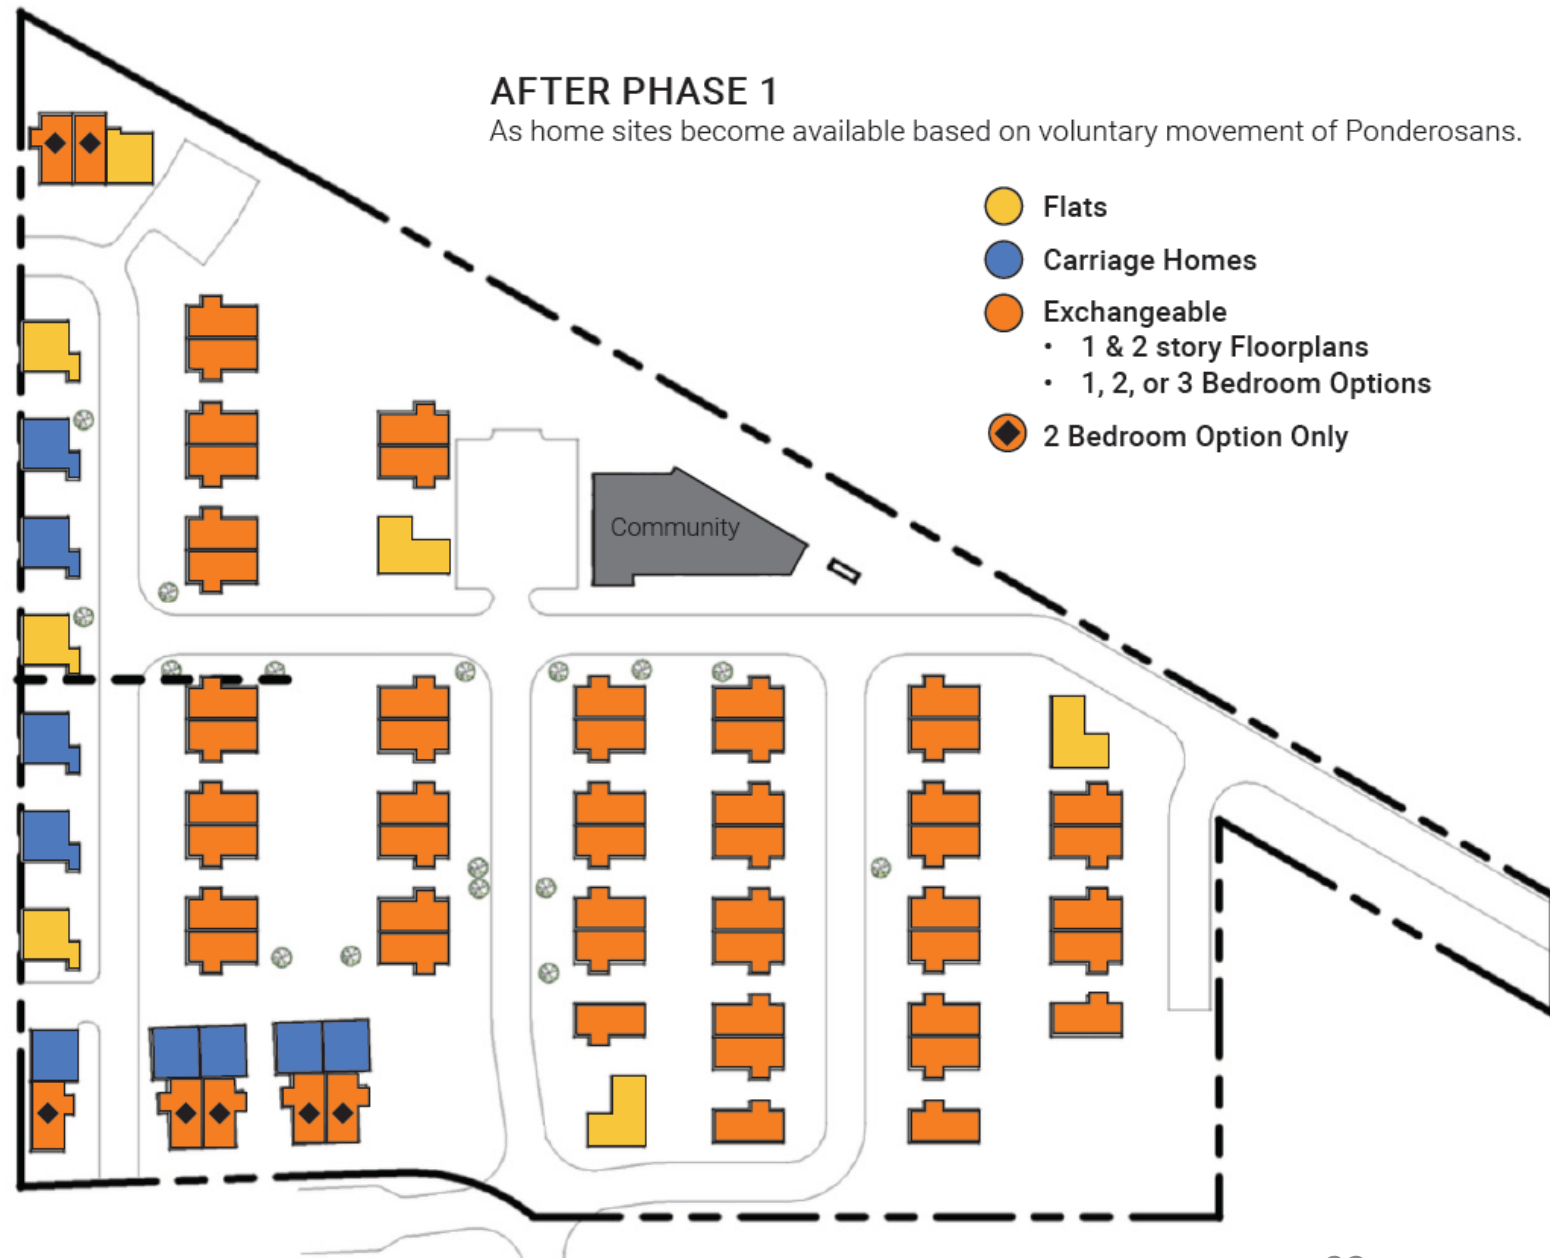 AFTER PHASE 1
As home sites become available based on voluntary movement of Ponderosans.
Flats
Carriage Homes
Exchangeable
• 1 & 2 story Floorplans
• 1, 2, or 3 Bedroom Options
2 Bedroom Option Only
Community